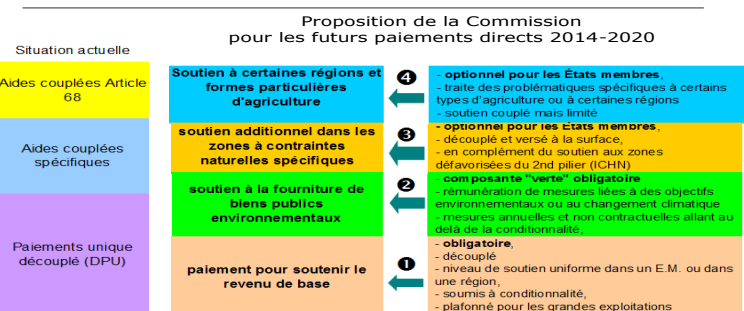 Proposition de la Commission
pour les futurs paiements directs 2014-2020
Situation actuelle
Aides couplées Article
68
Aides couplées
spécifiques
Paiements unique
découplé (DPU)
Soutien à certaines régions et
formes particulières
d'agriculture
❹
- optionnel pour les États membres,
- traite des problématiques spécifiques à certains
types d'agriculture ou à certaines régions
- soutien couplé mais limité
soutien additionnel dans les
zones à contraintes
naturelles spécifiques
❸
- optionnel pour les États membres,
- découplé et versé à la surface,
- en complément du soutien aux zones
défavorisées du 2nd pilier (ICHN)
soutien à la fourniture de
biens publics
environnementaux
❷
- composante "verte" obligatoire
- rémunération de mesures liées à des objectifs
environnementaux ou au changement climatique
- mesures annuelles et non contractuelles allant au
delà de la conditionnalité,
paiement pour soutenir le
revenu de base
❶
- obligatoire,
- découplé
- niveau de soutien uniforme dans un E.M. ou dans
une région,
- soumis à conditionnalité,
- plafonné pour les grandes exploitations